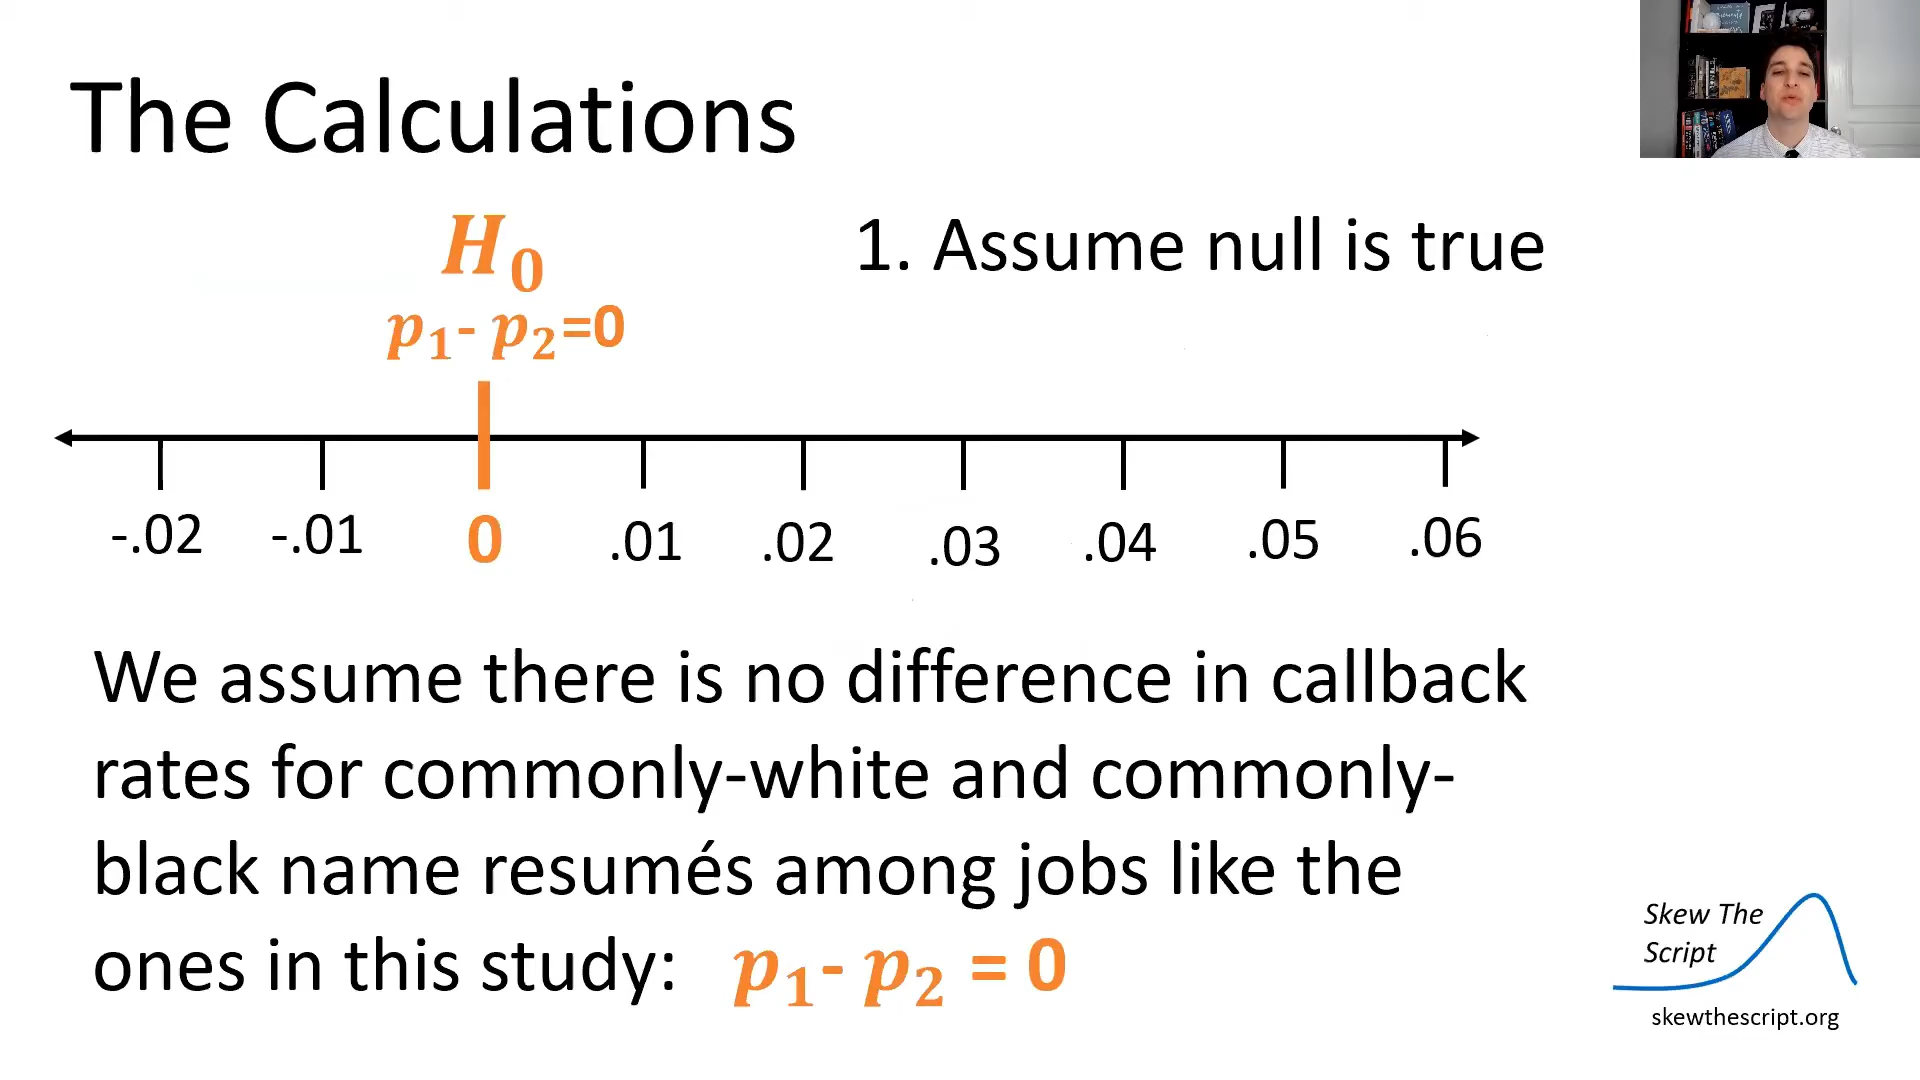 The Calculations
H₀
1. Assume null is true
p₁- p₂=0
-.02 -.01 0 .01 .02 .03 .04 .05 .06
We assume there is no difference in callback
rates for commonly-white and commonly-
black name resumés among jobs like the
ones in this study: p₁- p₂ = 0
Skew The
Script
skewthescript.org